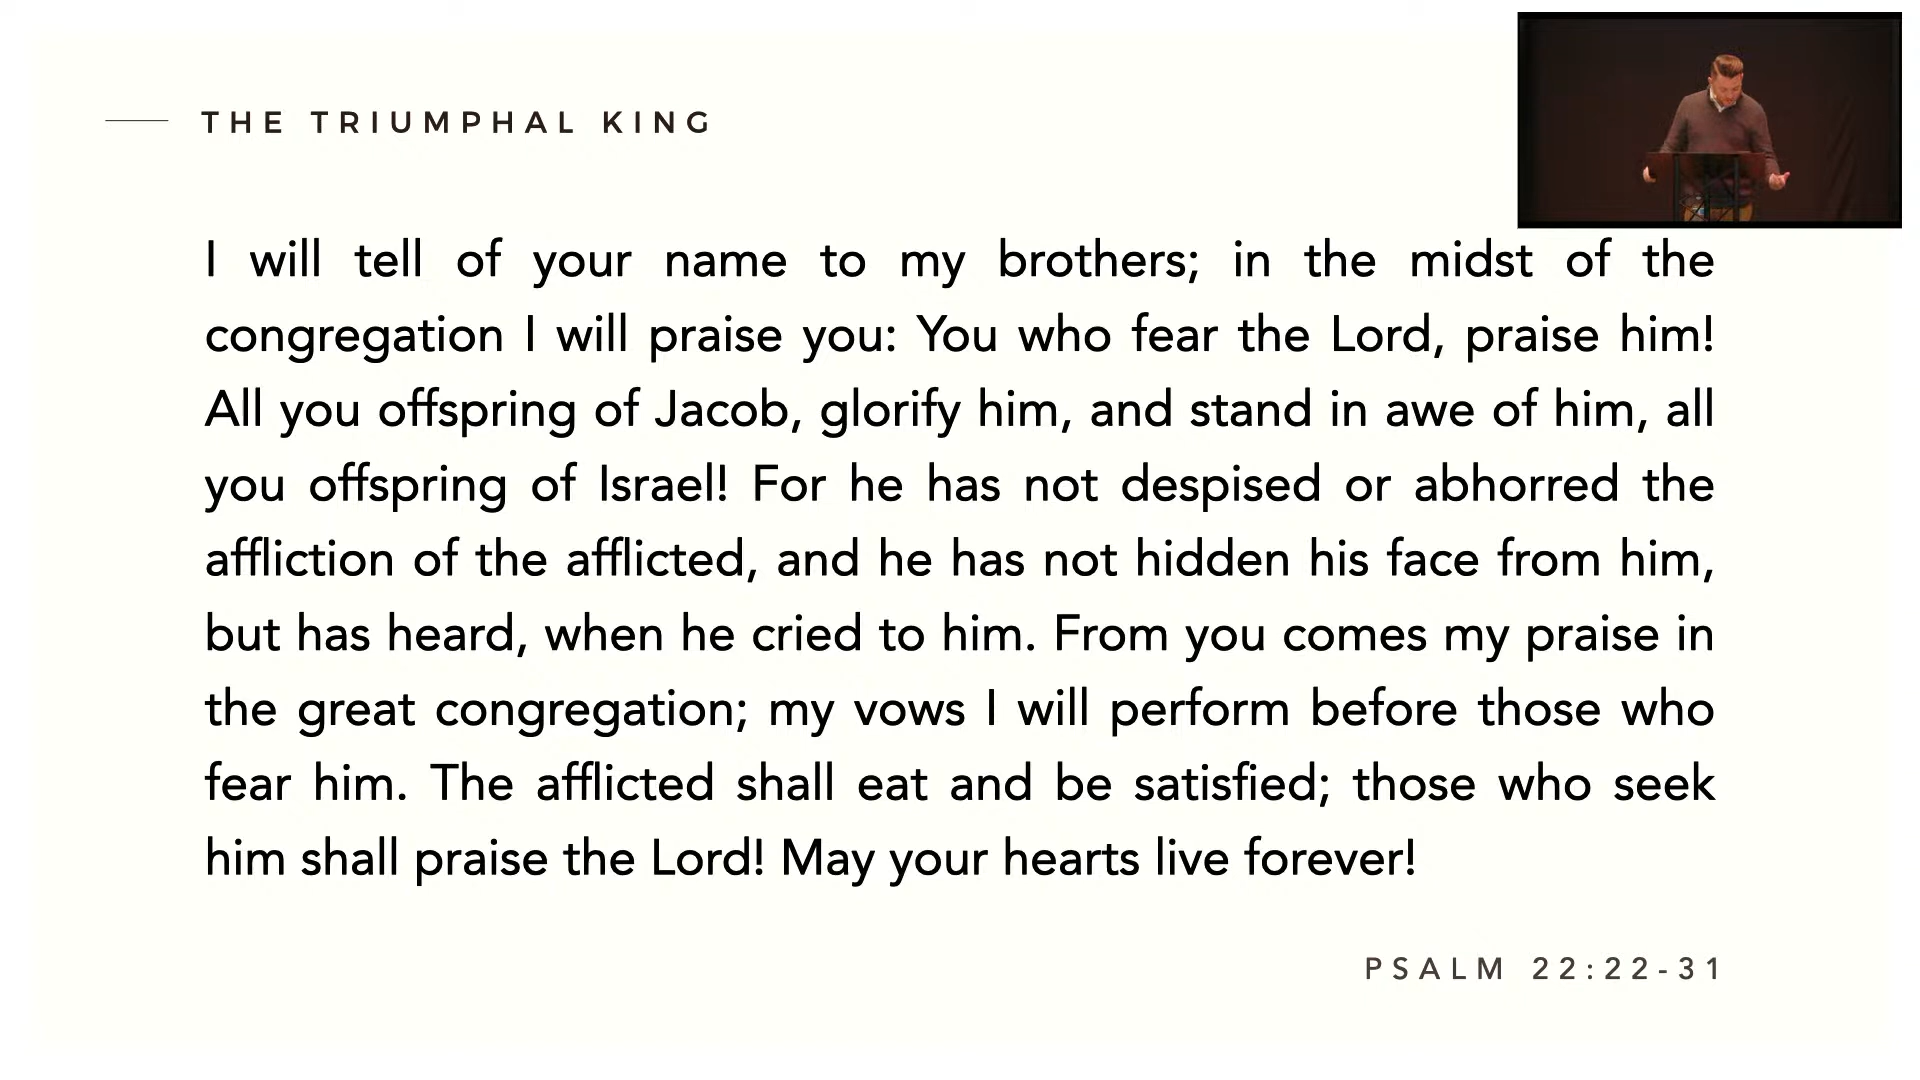 THE TRIUMPHAL KING
I will tell of your name to my brothers; in the midst of the
congregation I will praise you: You who fear the Lord, praise him!
All you offspring of Jacob, glorify him, and stand in awe of him, all
you offspring of Israel! For he has not despised or abhorred the
affliction of the afflicted, and he has not hidden his face from him,
but has heard, when he cried to him. From you comes my praise in
the great congregation; my vows I will perform before those who
fear him. The afflicted shall eat and be satisfied; those who seek
him shall praise the Lord! May your hearts live forever!
PSALM 22:22-31